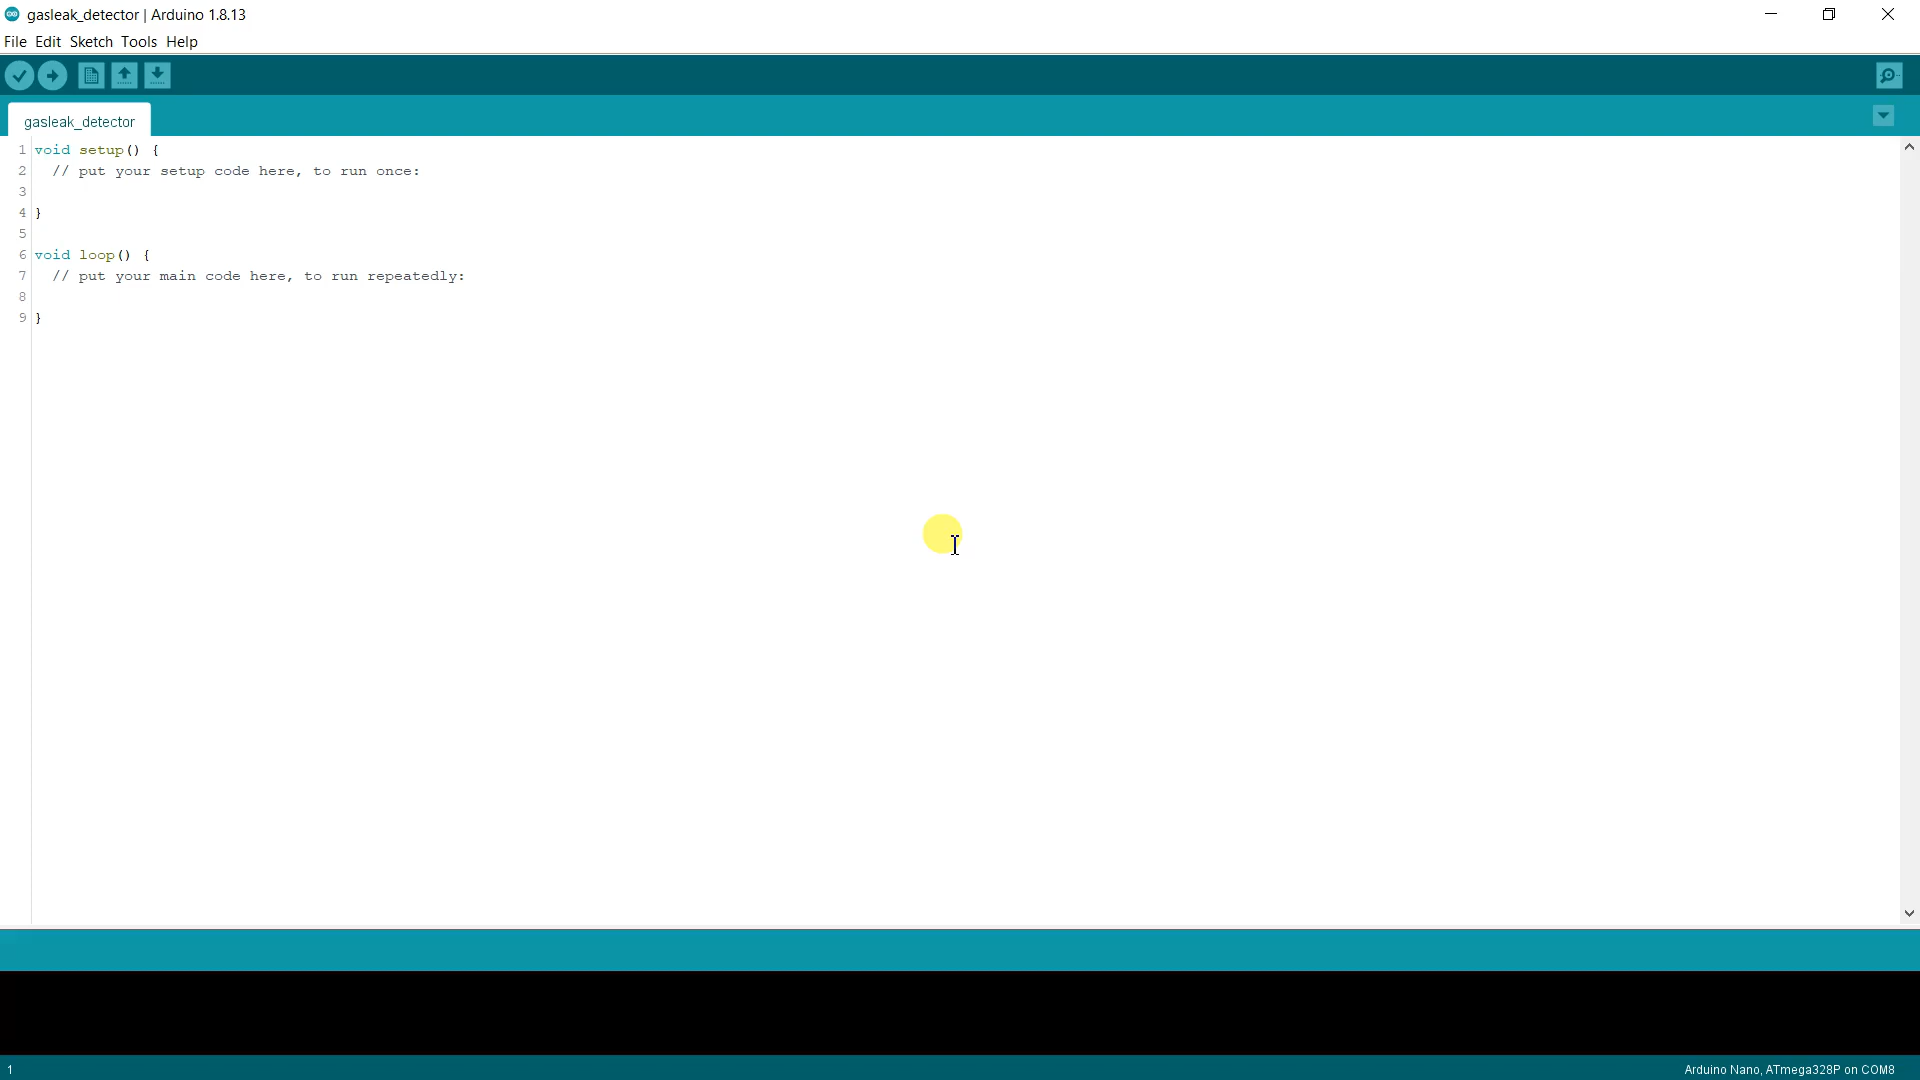 gasleak_detector | Arduino 1.8.13
File Edit Sketch Tools Help
gasleak_detector
1 void setup() {
2 // put your setup code here, to run once:
3
4 }
5
6 void loop() {
7 // put your main code here, to run repeatedly:
8
9 }
1 Arduino Nano, ATmega328P on COM8